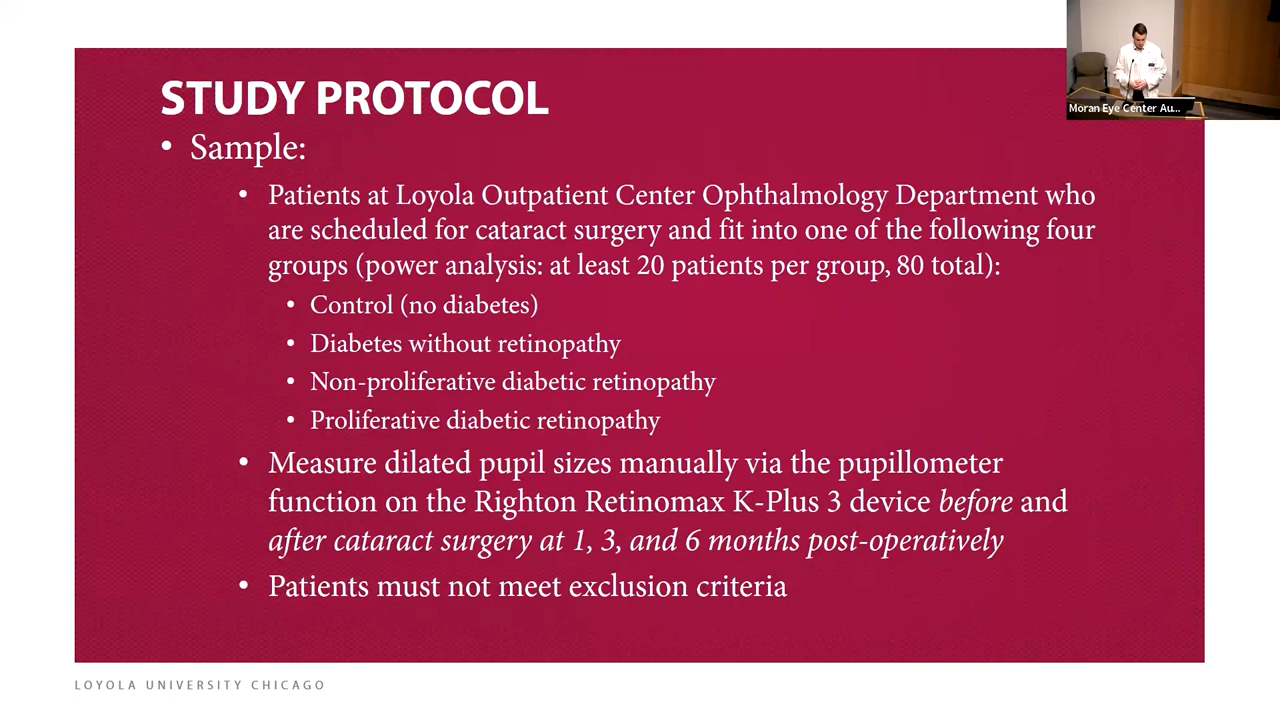 STUDY PROTOCOL
• Sample:
• Patients at Loyola Outpatient Center Ophthalmology Department who
are scheduled for cataract surgery and fit into one of the following four
groups (power analysis: at least 20 patients per group, 80 total):
• Control (no diabetes)
• Diabetes without retinopathy
• Non-proliferative diabetic retinopathy
• Proliferative diabetic retinopathy
• Measure dilated pupil sizes manually via the pupillometer
function on the Righton Retinomax K-Plus 3 device before and
after cataract surgery at 1, 3, and 6 months post-operatively
• Patients must not meet exclusion criteria
LOYOLA UNIVERSITY CHICAGO
Moran Eye Center Au...